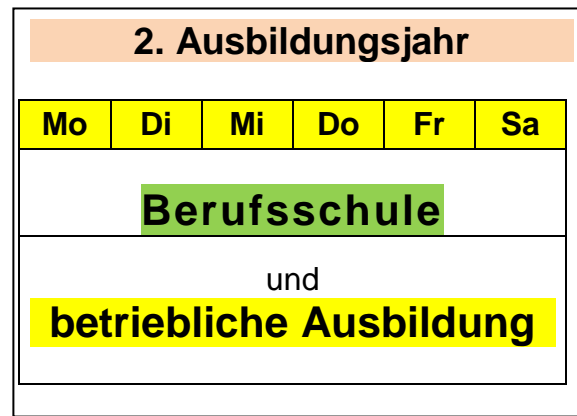 2. Ausbildungsjahr
Mo Di Mi Do Fr Sa
Berufsschule
und
betriebliche Ausbildung